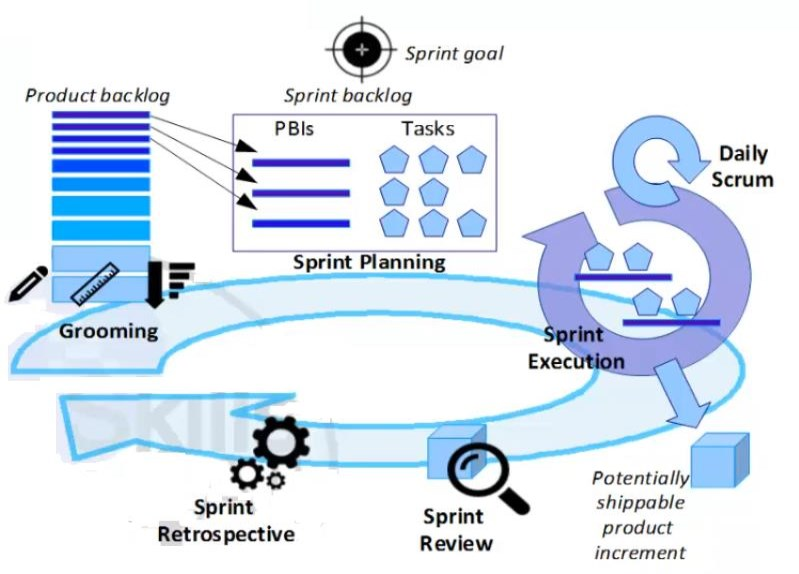 Sprint goal
Product backlog
Sprint backlog
PBIs
Tasks
Daily
Scrum
Sprint Planning
Grooming
Sprint
Execution
Skills
Potentially
shippable
product
increment
Sprint
Retrospective
Sprint
Review